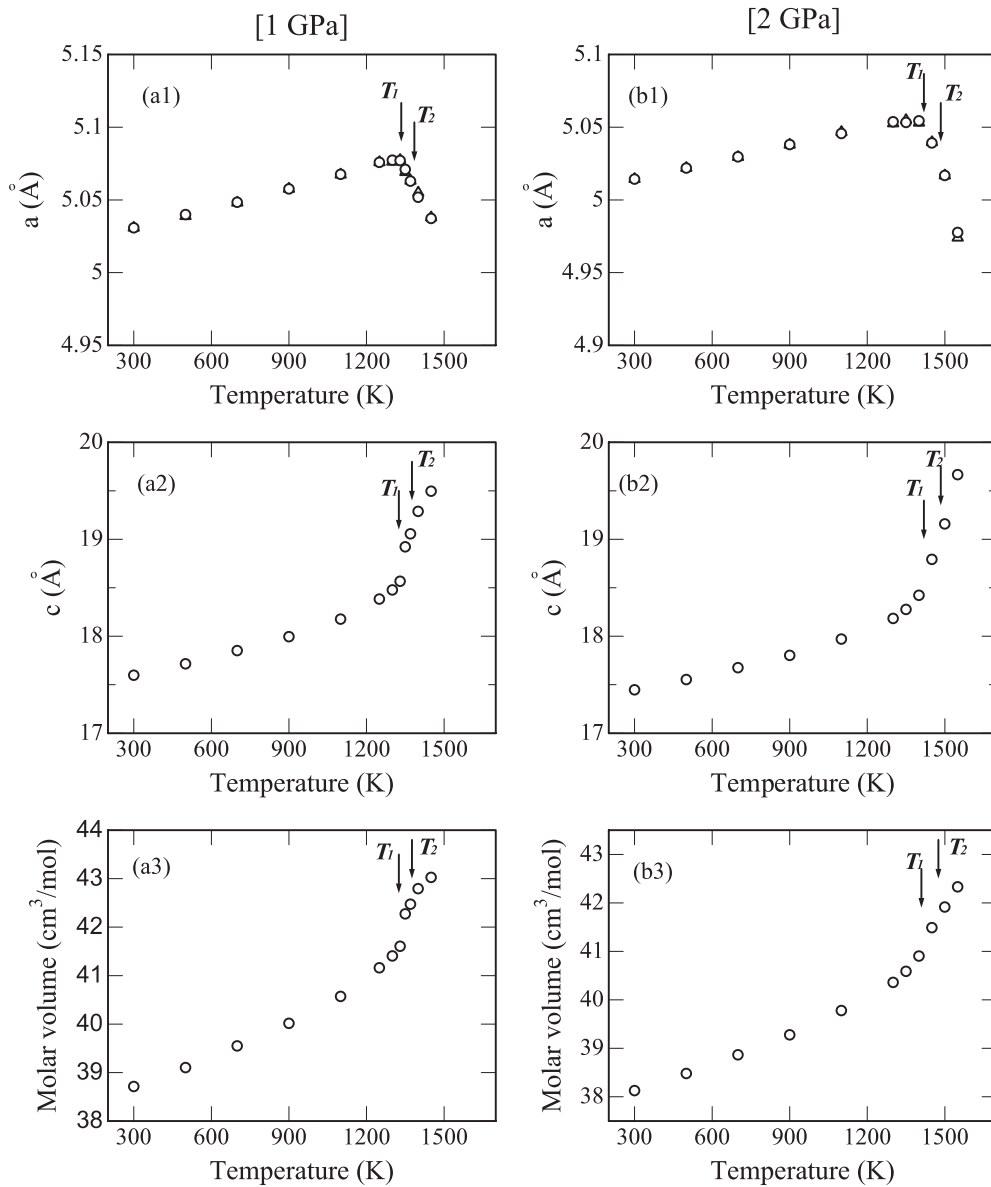 [1 GPa]
[2 GPa]
(a1)
5.15
5.1
5.05
5
4.95
a (Å)
T1
T2
300 600 900 1200 1500
Temperature (K)
(b1)
5.1
5.05
5
4.95
4.9
a (Å)
T1
T2
300 600 900 1200 1500
Temperature (K)
(a2)
20
19
18
17
c (Å)
T2
T1
300 600 900 1200 1500
Temperature (K)
(b2)
20
19
18
17
c (Å)
T2
T1
300 600 900 1200 1500
Temperature (K)
(a3)
44
43
42
41
40
39
38
Molar volume (cm³/mol)
T1
T2
300 600 900 1200 1500
Temperature (K)
(b3)
43
42
41
40
39
38
Molar volume (cm³/mol)
T1
T2
300 600 900 1200 1500
Temperature (K)